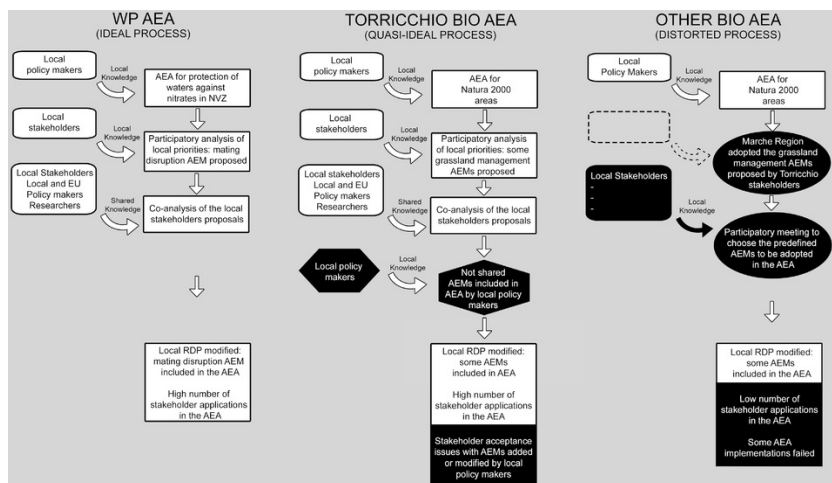 WP AEA
(IDEAL PROCESS)
Local
policy makers
Local
Knowledge
AEA for protection of
waters against
nitrates in NVZ
Local
stakeholders
Local
Knowledge
Participatory analysis of
local priorities: mating
disruption AEM proposed
Local Stakeholders
Local and EU
Policy makers
Researchers
Shared
Knowledge
Co-analysis of the local
stakeholders proposals
Local RDP modified:
mating disruption AEM
included in the AEA
High number of
stakeholder applications
in the AEA
TORRICCHIO BIO AEA
(QUASI-IDEAL PROCESS)
Local
policy makers
Local
Knowledge
AEA for
Natura 2000
areas
Local
stakeholders
Local
Knowledge
Participatory analysis
of local priorities: some
grassland management
AEMs proposed
Local stakeholders
Local and EU
Policy makers
Researchers
Shared
Knowledge
Co-analysis of the local
stakeholders proposals
Local policy
makers
Local
Knowledge
Not shared
AEMs included in
AEA by local policy
makers
Local RDP modified:
some AEMs
included in AEA
High number of
stakeholder applications
in the AEA
Stakeholder acceptance
issues with AEMs added
or modified by local
policy makers
OTHER BIO AEA
(DISTORTED PROCESS)
Local
Policy Makers
Local
Knowledge
AEA for
Natura 2000
areas
Marche Region
adopted the grassland
management AEMs
proposed by Torricchio
stakeholders
Local Stakeholders
-
-
-
Local
Knowledge
Participatory meeting to
choose the predefined
AEMs to be adopted
in the AEA
Local RDP modified:
some AEMs
included in the AEA
Low number of
stakeholder applications
in the AEA
Some AEA
implementations failed